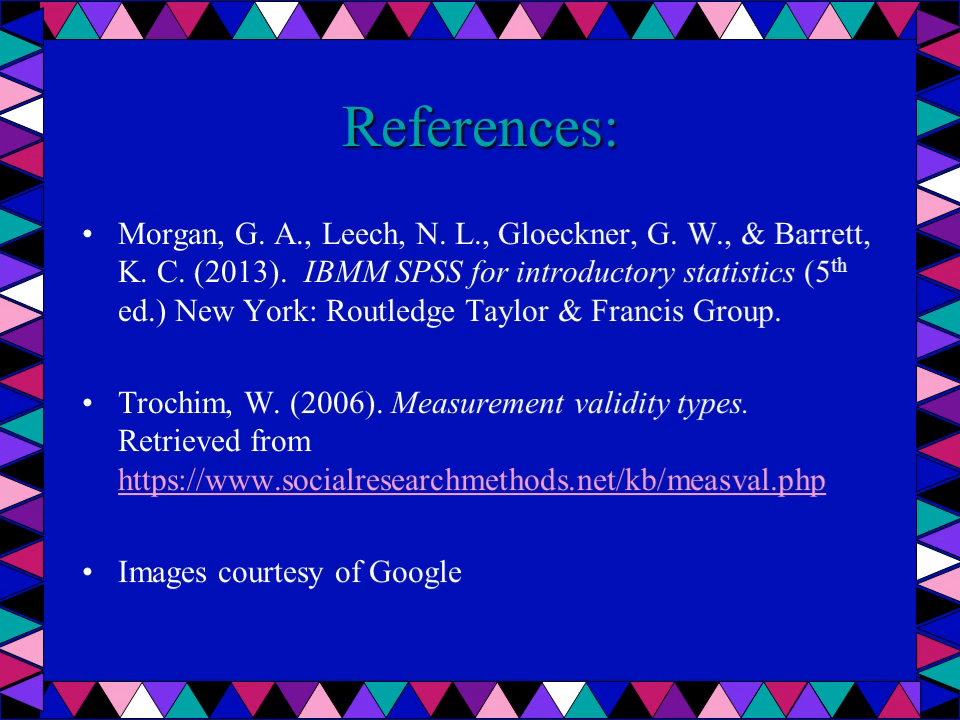 References:
• Morgan, G. A., Leech, N. L., Gloeckner, G. W., & Barrett,
K. C. (2013). IBMM SPSS for introductory statistics (5th
ed.) New York: Routledge Taylor & Francis Group.
• Trochim, W. (2006). Measurement validity types.
Retrieved from
https://www.socialresearchmethods.net/kb/measval.php
• Images courtesy of Google